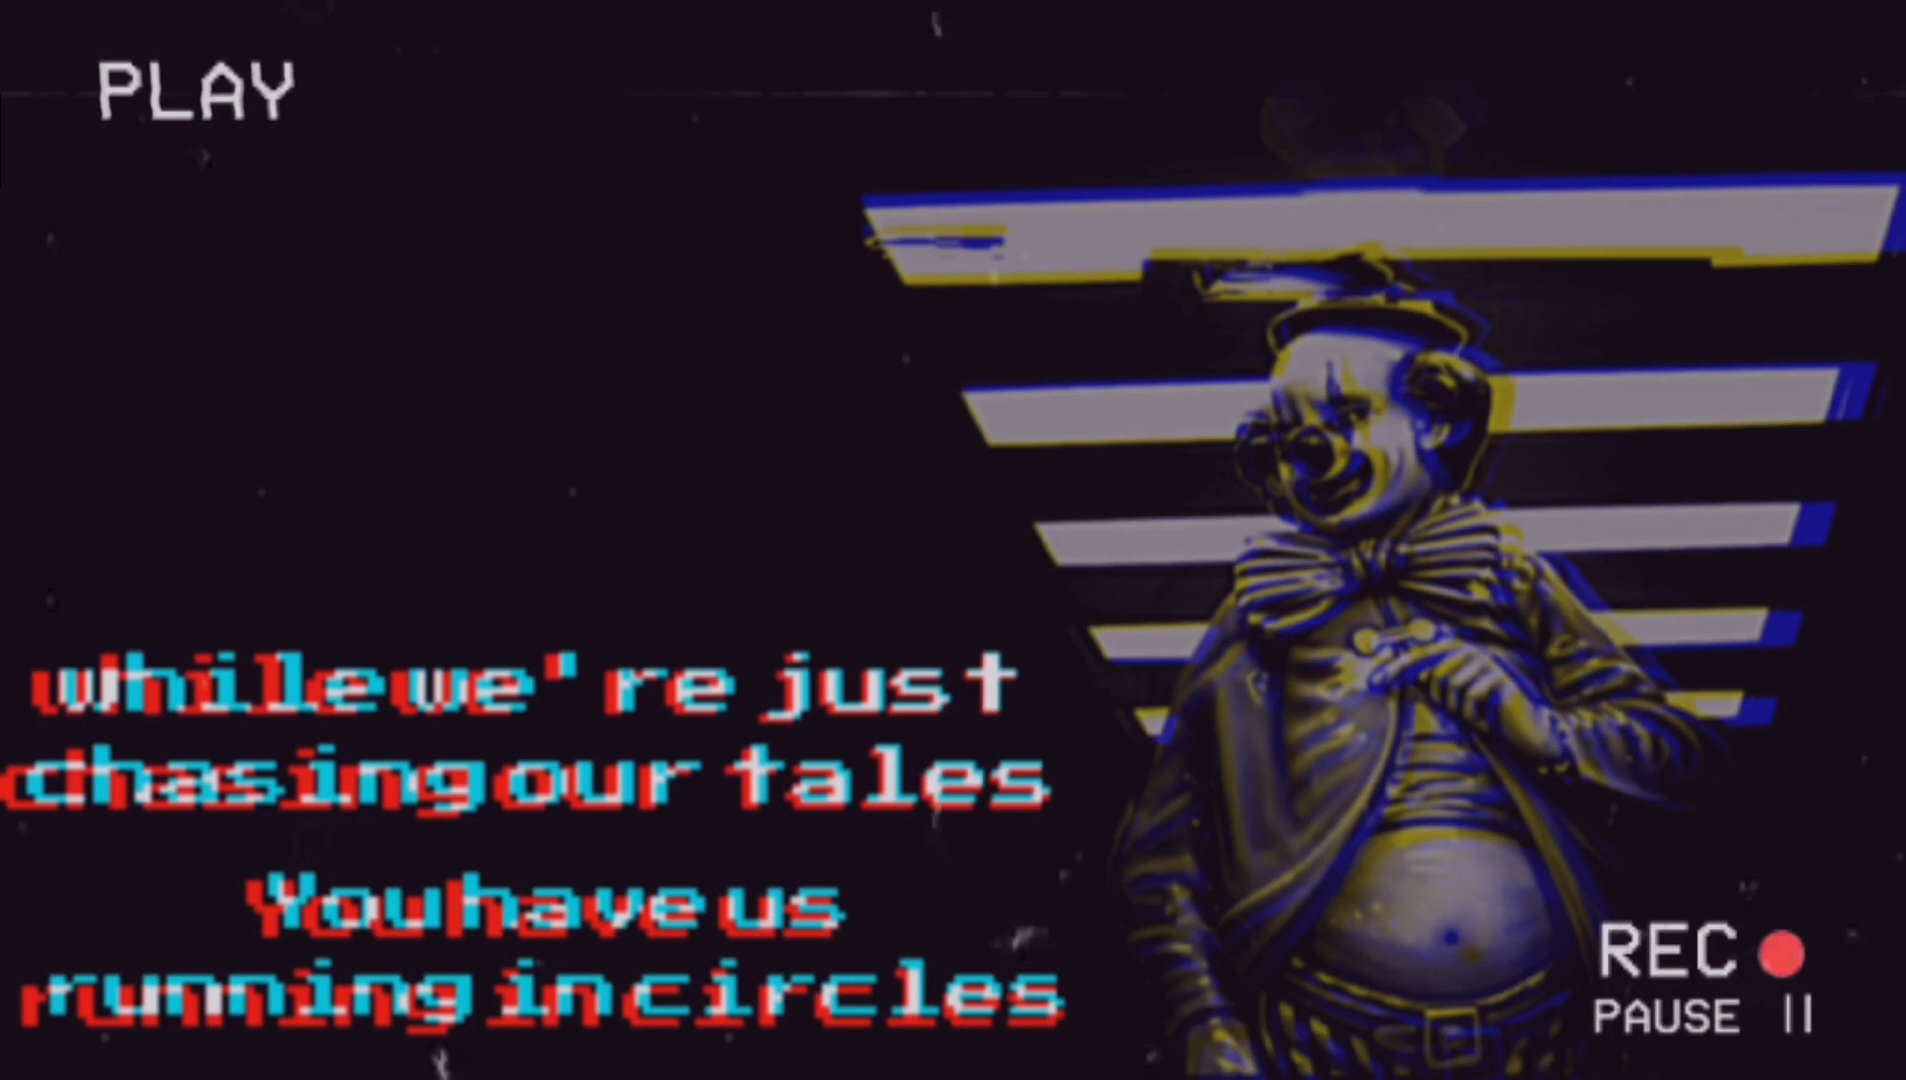 PLAY
while we're just
chasing our tales
You have us
running in circles
REC
PAUSE